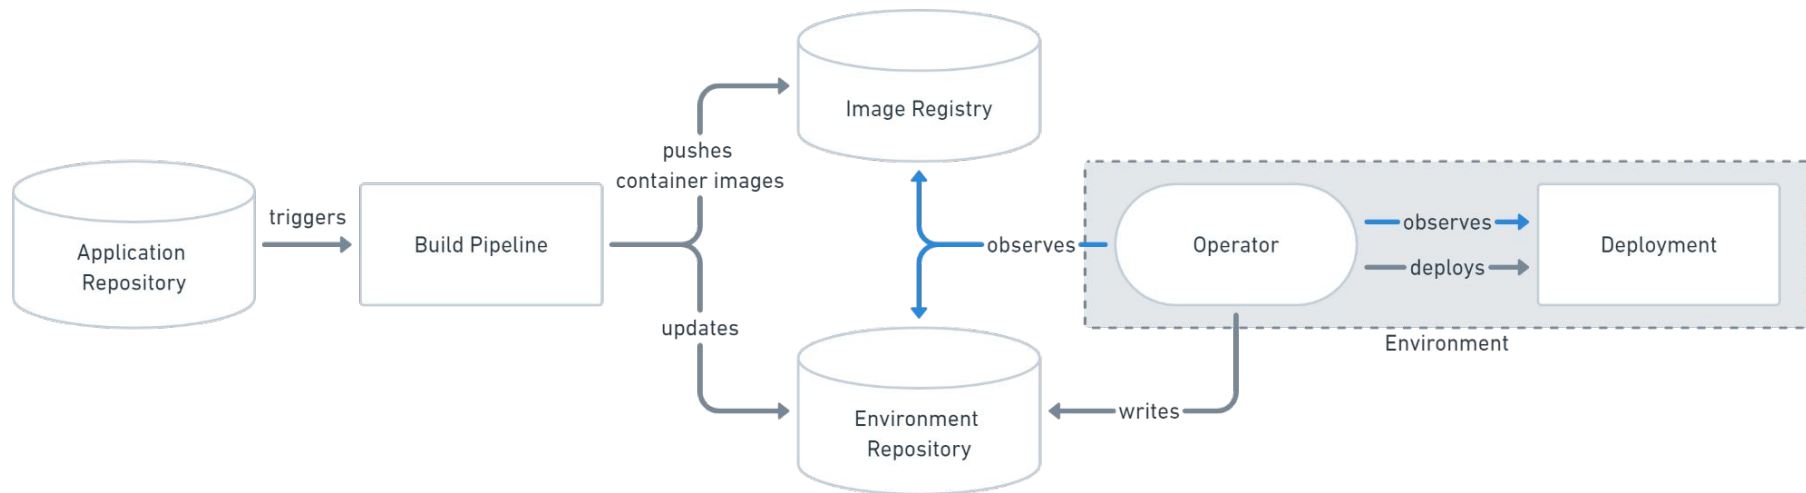 Application
Repository
triggers
Build Pipeline
pushes
container images
updates
Image Registry
Environment
Repository
observes
writes
Operator
observes
deploys
Deployment
Environment